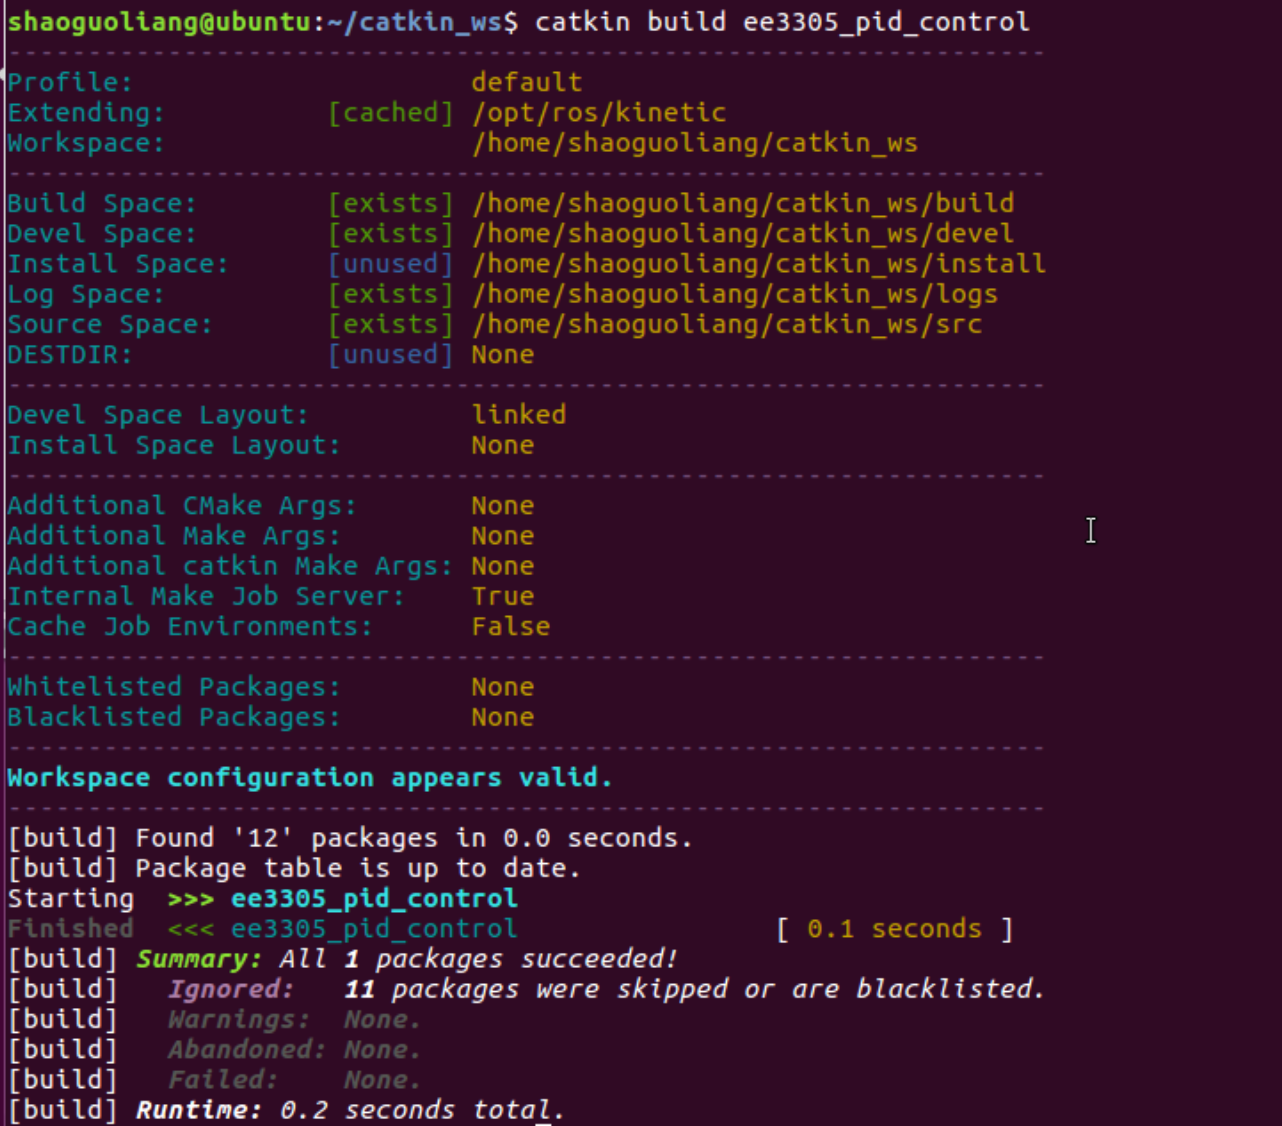 shaoguoliang@ubuntu:~/catkin_ws$ catkin build ee3305_pid_control
-----------------------------------------------------------------
Profile:                     default
Extending:          [cached] /opt/ros/kinetic
Workspace:                   /home/shaoguoliang/catkin_ws
-----------------------------------------------------------------
Build Space:        [exists] /home/shaoguoliang/catkin_ws/build
Devel Space:        [exists] /home/shaoguoliang/catkin_ws/devel
Install Space:      [unused] /home/shaoguoliang/catkin_ws/install
Log Space:          [exists] /home/shaoguoliang/catkin_ws/logs
Source Space:       [exists] /home/shaoguoliang/catkin_ws/src
DESTDIR:            [unused] None
-----------------------------------------------------------------
Devel Space Layout:          linked
Install Space Layout:        None
-----------------------------------------------------------------
Additional CMake Args:       None
Additional Make Args:        None
Additional catkin Make Args: None
Internal Make Job Server:    True
Cache Job Environments:      False
-----------------------------------------------------------------
Whitelisted Packages:        None
Blacklisted Packages:        None
-----------------------------------------------------------------
Workspace configuration appears valid.
-----------------------------------------------------------------
[build] Found '12' packages in 0.0 seconds.
[build] Package table is up to date.
Starting  >>> ee3305_pid_control
Finished  <<< ee3305_pid_control                [ 0.1 seconds ]
[build] Summary: All 1 packages succeeded!
[build]   Ignored:   11 packages were skipped or are blacklisted.
[build]   Warnings:  None.
[build]   Abandoned: None.
[build]   Failed:    None.
[build] Runtime: 0.2 seconds total.